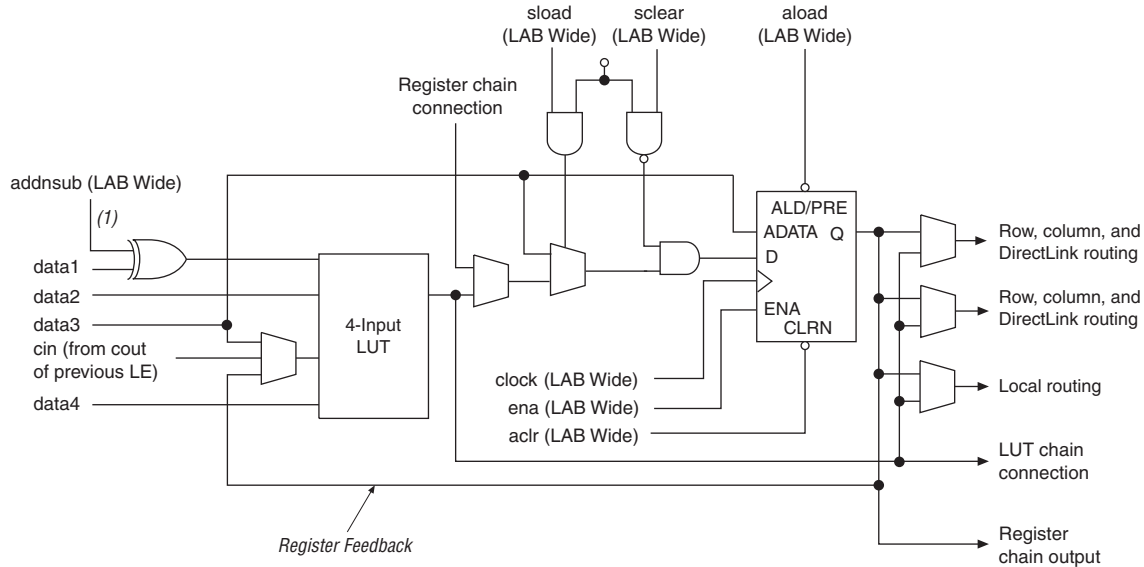 sload
(LAB Wide)
sclear
(LAB Wide)
aload
(LAB Wide)
Register chain
connection
addnsub (LAB Wide)
(1)
data1
data2
data3
cin (from cout
of previous LE)
data4
4-Input
LUT
ALD/PRE
ADATA Q
D
ENA
CLRN
clock (LAB Wide)
ena (LAB Wide)
aclr (LAB Wide)
Row, column, and
DirectLink routing
Row, column, and
DirectLink routing
Local routing
LUT chain
connection
Register
chain output
Register Feedback